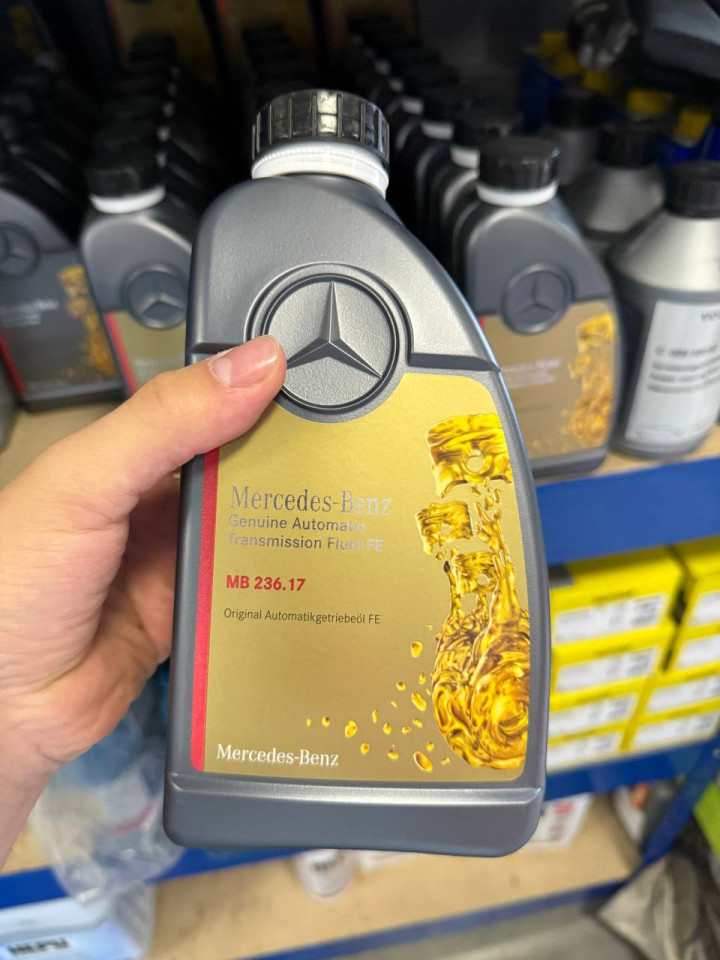 Mercedes-Benz
Genuine Automatic
Transmission Fluid FE
MB 236.17
Original Automatikgetriebeöl FE
Mercedes-Benz